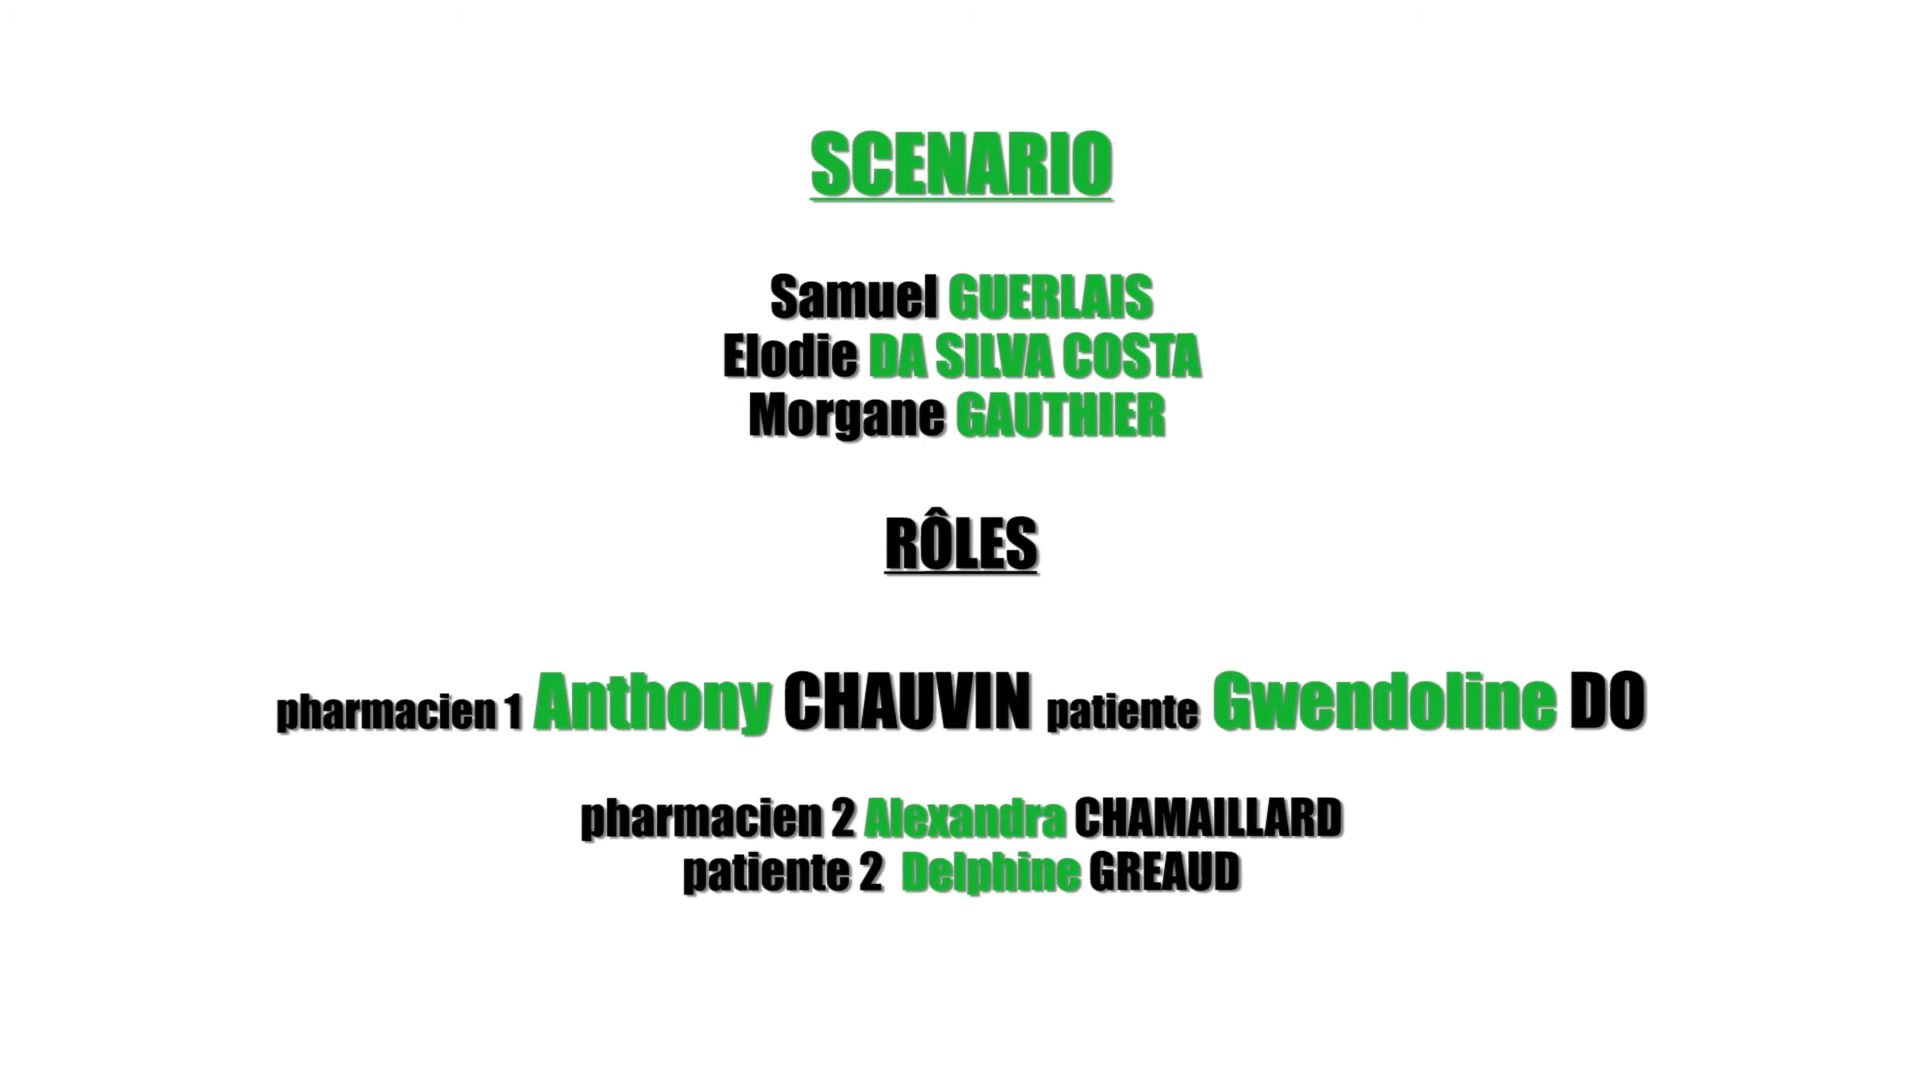 SCENARIO
Samuel GUERLAIS
Elodie DA SILVA COSTA
Morgane GAUTHIER
RÔLES
pharmacien 1 Anthony CHAUVIN patiente Gwendoline DO
pharmacien 2 Alexandra CHAMAILLARD
patiente 2 Delphine GREAUD